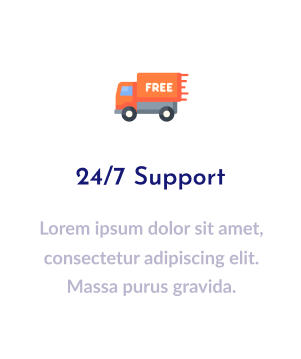 FREE
24/7 Support
Lorem ipsum dolor sit amet,
consectetur adipiscing elit.
Massa purus gravida.